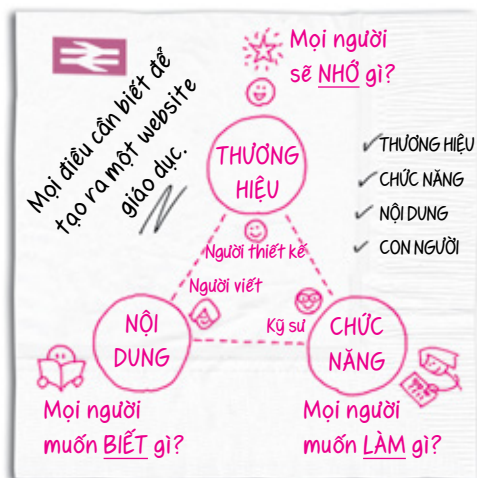 Mọi người
sẽ NHỚ gì?
Mọi điều cần biết để
tạo ra một website
giáo dục.
THƯƠNG
HIỆU
THƯƠNG HIỆU
CHỨC NĂNG
NỘI DUNG
CON NGƯỜI
Người thiết kế
Người viết
Kỹ sư
NỘI
DUNG
CHỨC
NĂNG
Mọi người
muốn BIẾT gì?
Mọi người
muốn LÀM gì?